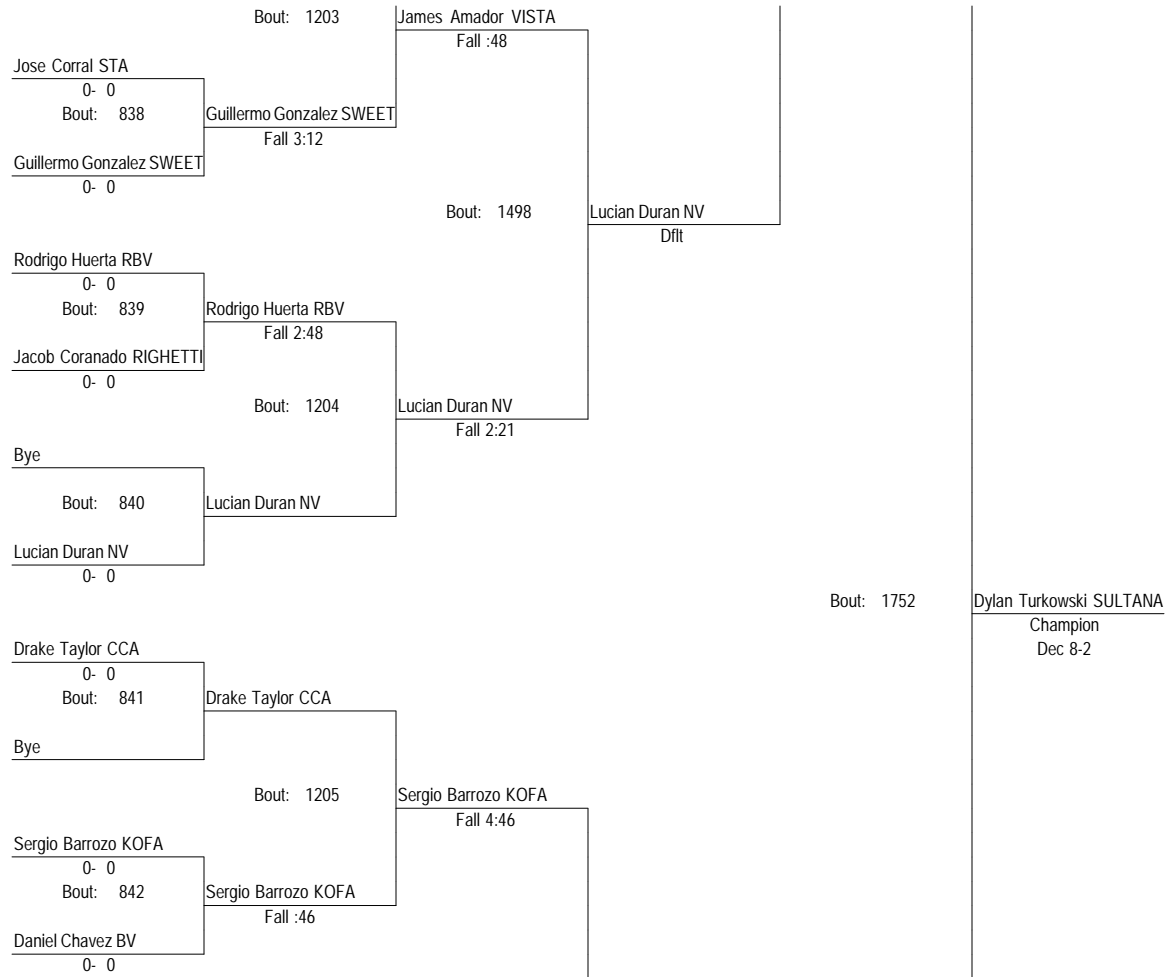 Bout: 1203 James Amador VISTA
Fall :48
Jose Corral STA
0- 0
Bout: 838 Guillermo Gonzalez SWEET
Fall 3:12
Guillermo Gonzalez SWEET
0- 0
Bout: 1498 Lucian Duran NV
Dflt
Rodrigo Huerta RBV
0- 0
Bout: 839 Rodrigo Huerta RBV
Fall 2:48
Jacob Coranado RIGHETTI
0- 0
Bout: 1204 Lucian Duran NV
Fall 2:21
Bye
Bout: 840 Lucian Duran NV
Lucian Duran NV
0- 0
Bout: 1752 Dylan Turkowski SULTANA
Champion
Dec 8-2
Drake Taylor CCA
0- 0
Bout: 841 Drake Taylor CCA
Bye
Bout: 1205 Sergio Barrozo KOFA
Fall 4:46
Sergio Barrozo KOFA
0- 0
Bout: 842 Sergio Barrozo KOFA
Fall :46
Daniel Chavez BV
0- 0